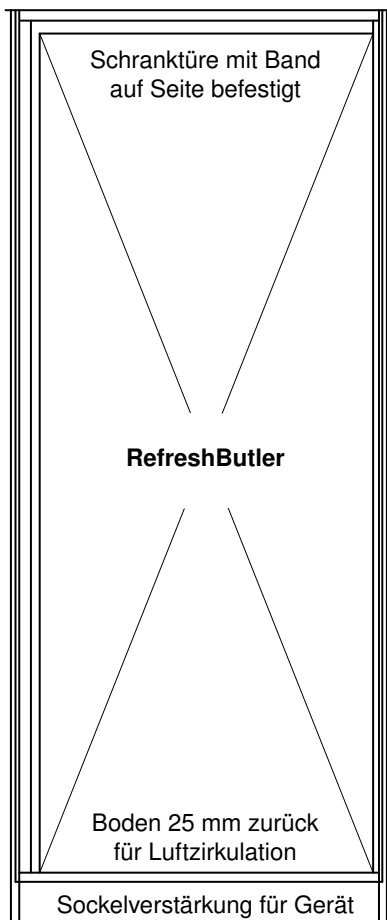 Schranktüre mit Band
auf Seite befestigt
RefreshButler
Boden 25 mm zurück
für Luftzirkulation
Sockelverstärkung für Gerät